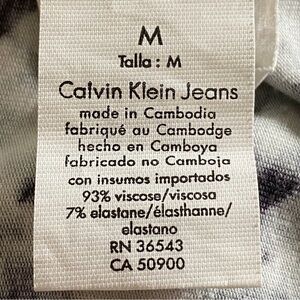 M
Talla : M
Calvin Klein Jeans
made in Cambodia
fabriqué au Cambodge
hecho en Camboya
fabricado no Camboja
con insumos importados
93% viscose/viscosa
7% elastane/élasthanne/
elastano
RN 36543
CA 50900